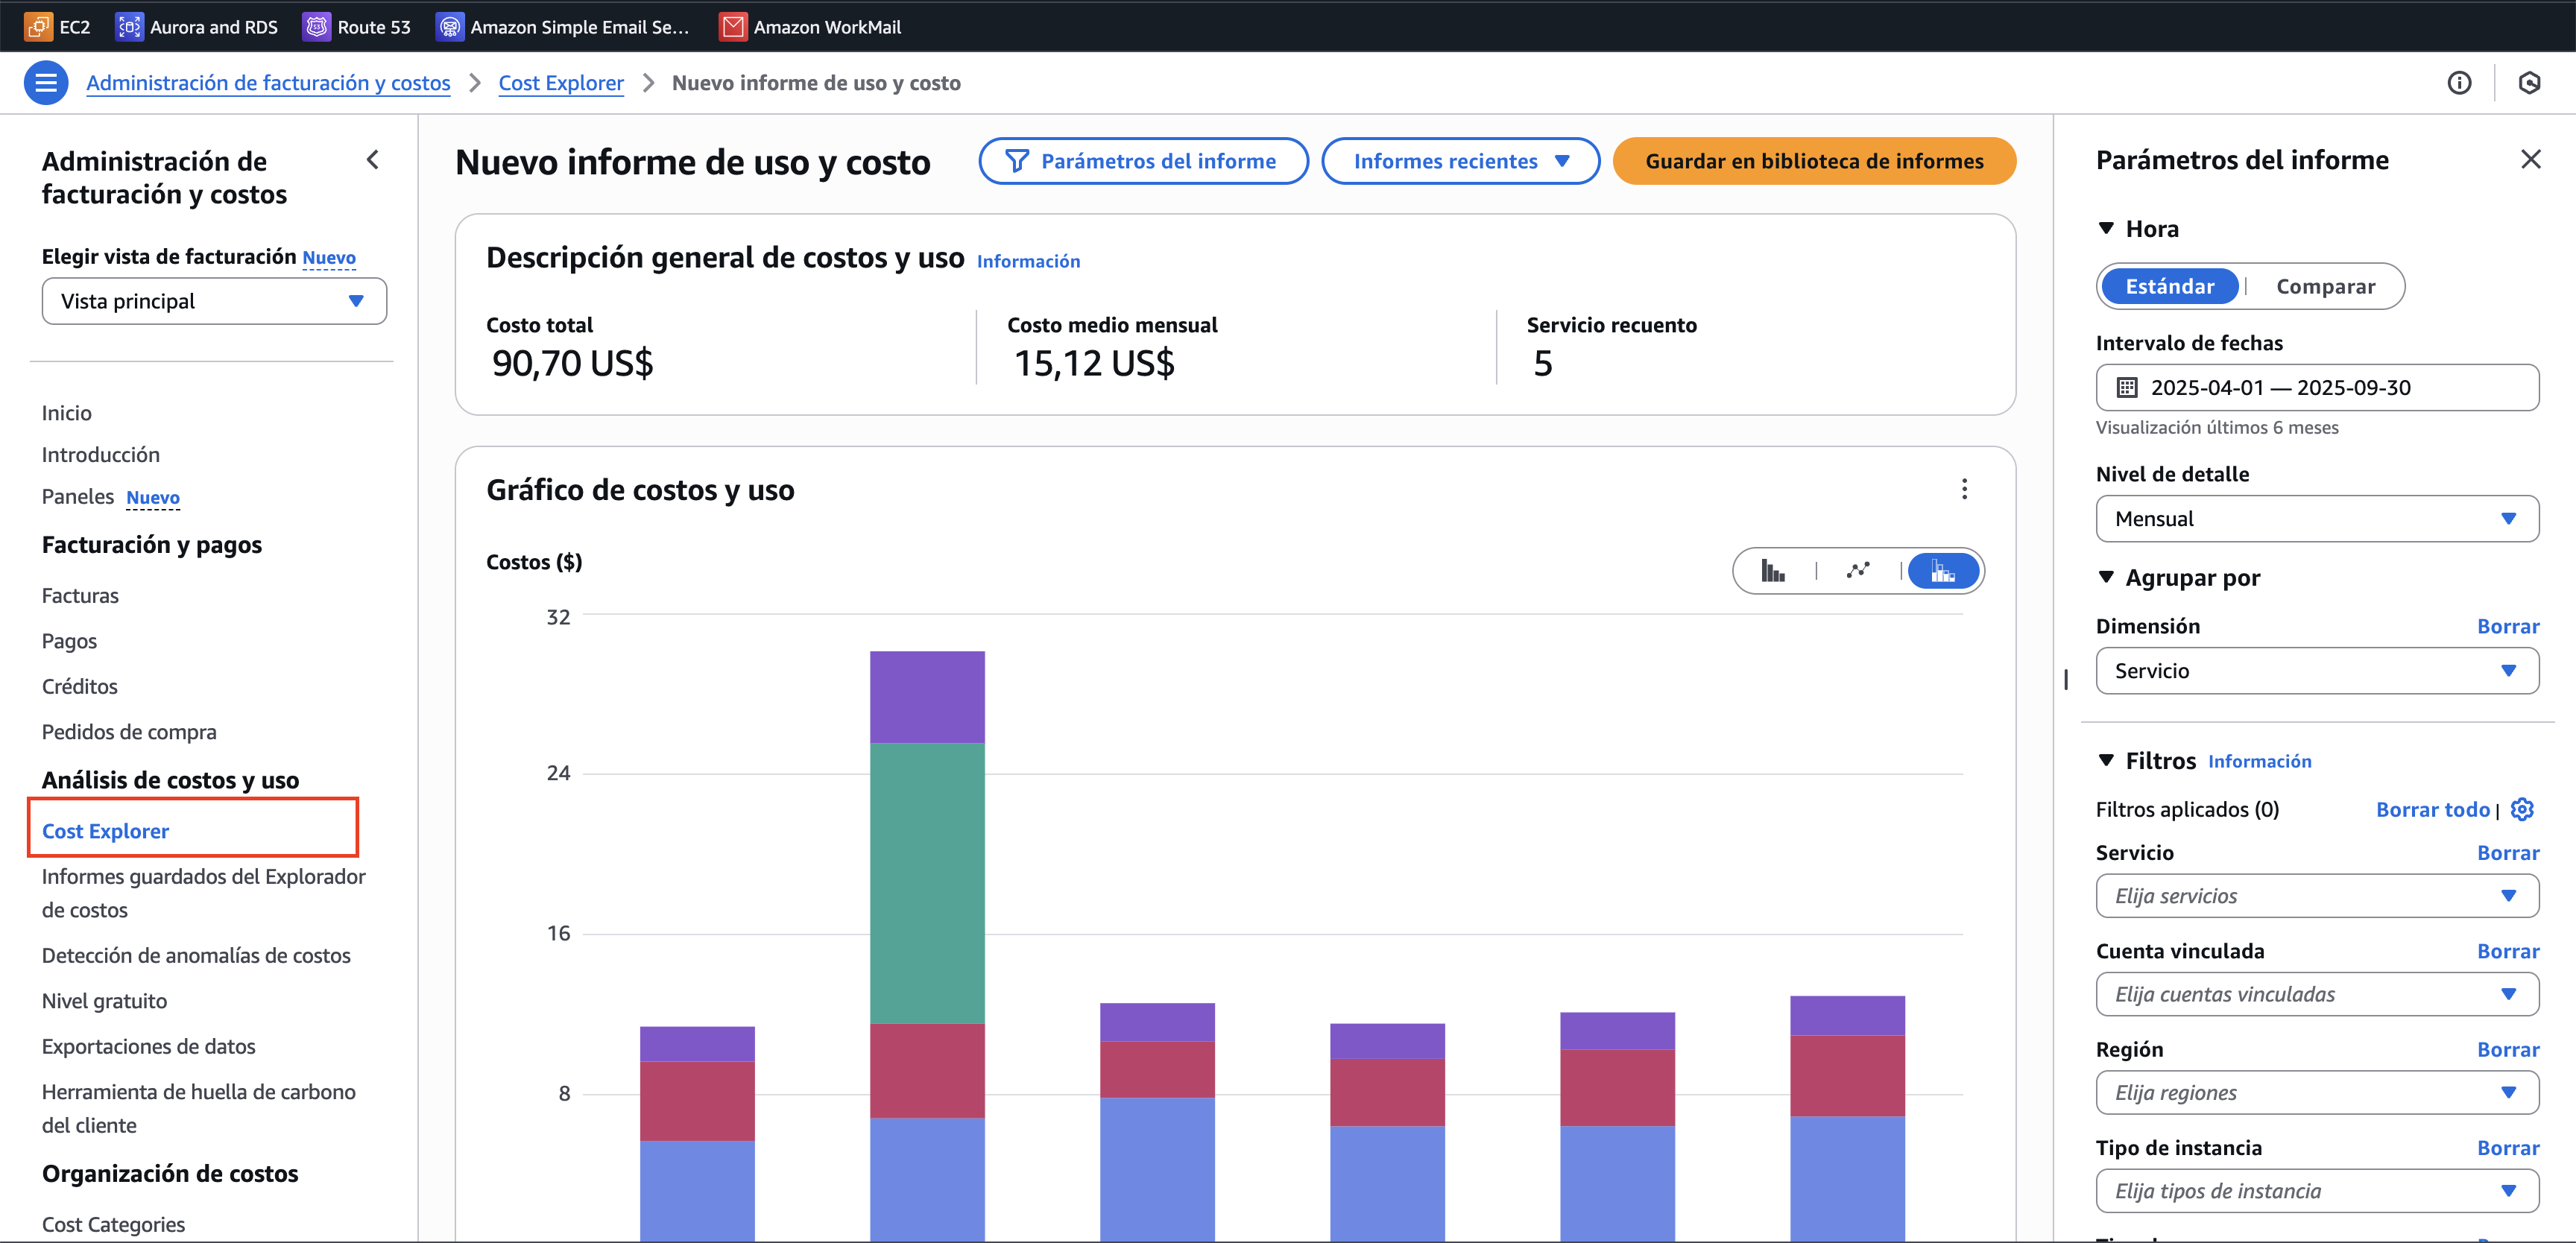 EC2
Aurora and RDS
Route 53
Amazon Simple Email Se...
Amazon WorkMail
Administración de facturación y costos
Cost Explorer
Nuevo informe de uso y costo
Administración de
facturación y costos
Elegir vista de facturación Nuevo
Vista principal
Inicio
Introducción
Paneles Nuevo
Facturación y pagos
Facturas
Pagos
Créditos
Pedidos de compra
Análisis de costos y uso
Cost Explorer
Informes guardados del Explorador
de costos
Detección de anomalías de costos
Nivel gratuito
Exportaciones de datos
Herramienta de huella de carbono
del cliente
Organización de costos
Cost Categories
Nuevo informe de uso y costo
Parámetros del informe
Informes recientes
Guardar en biblioteca de informes
Descripción general de costos y uso Información
Costo total
90,70 US$
Costo medio mensual
15,12 US$
Servicio recuento
5
Gráfico de costos y uso
Costos ($)
32
24
16
8
Parámetros del informe
Hora
Estándar
Comparar
Intervalo de fechas
2025-04-01 — 2025-09-30
Visualización últimos 6 meses
Nivel de detalle
Mensual
Agrupar por
Dimensión Borrar
Servicio
Filtros Información
Filtros aplicados (0) Borrar todo |
Servicio Borrar
Elija servicios
Cuenta vinculada Borrar
Elija cuentas vinculadas
Región Borrar
Elija regiones
Tipo de instancia Borrar
Elija tipos de instancia